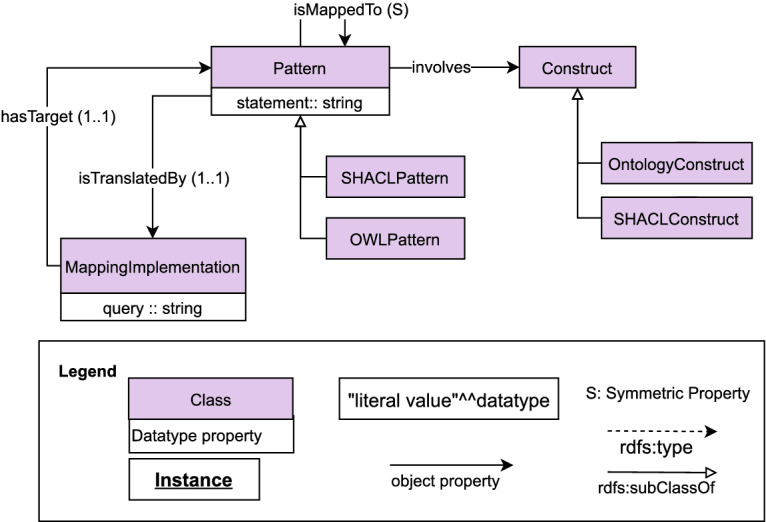 isMappedTo (S)
Pattern
involves
Construct
statement:: string
hasTarget (1..1)
isTranslatedBy (1..1)
SHACLPattern
OntologyConstruct
OWLPattern
SHACLConstruct
MappingImplementation
query :: string
Legend
Class
Datatype property
"literal value"^^datatype
S: Symmetric Property
rdfs:type
Instance
object property
rdfs:subClassOf